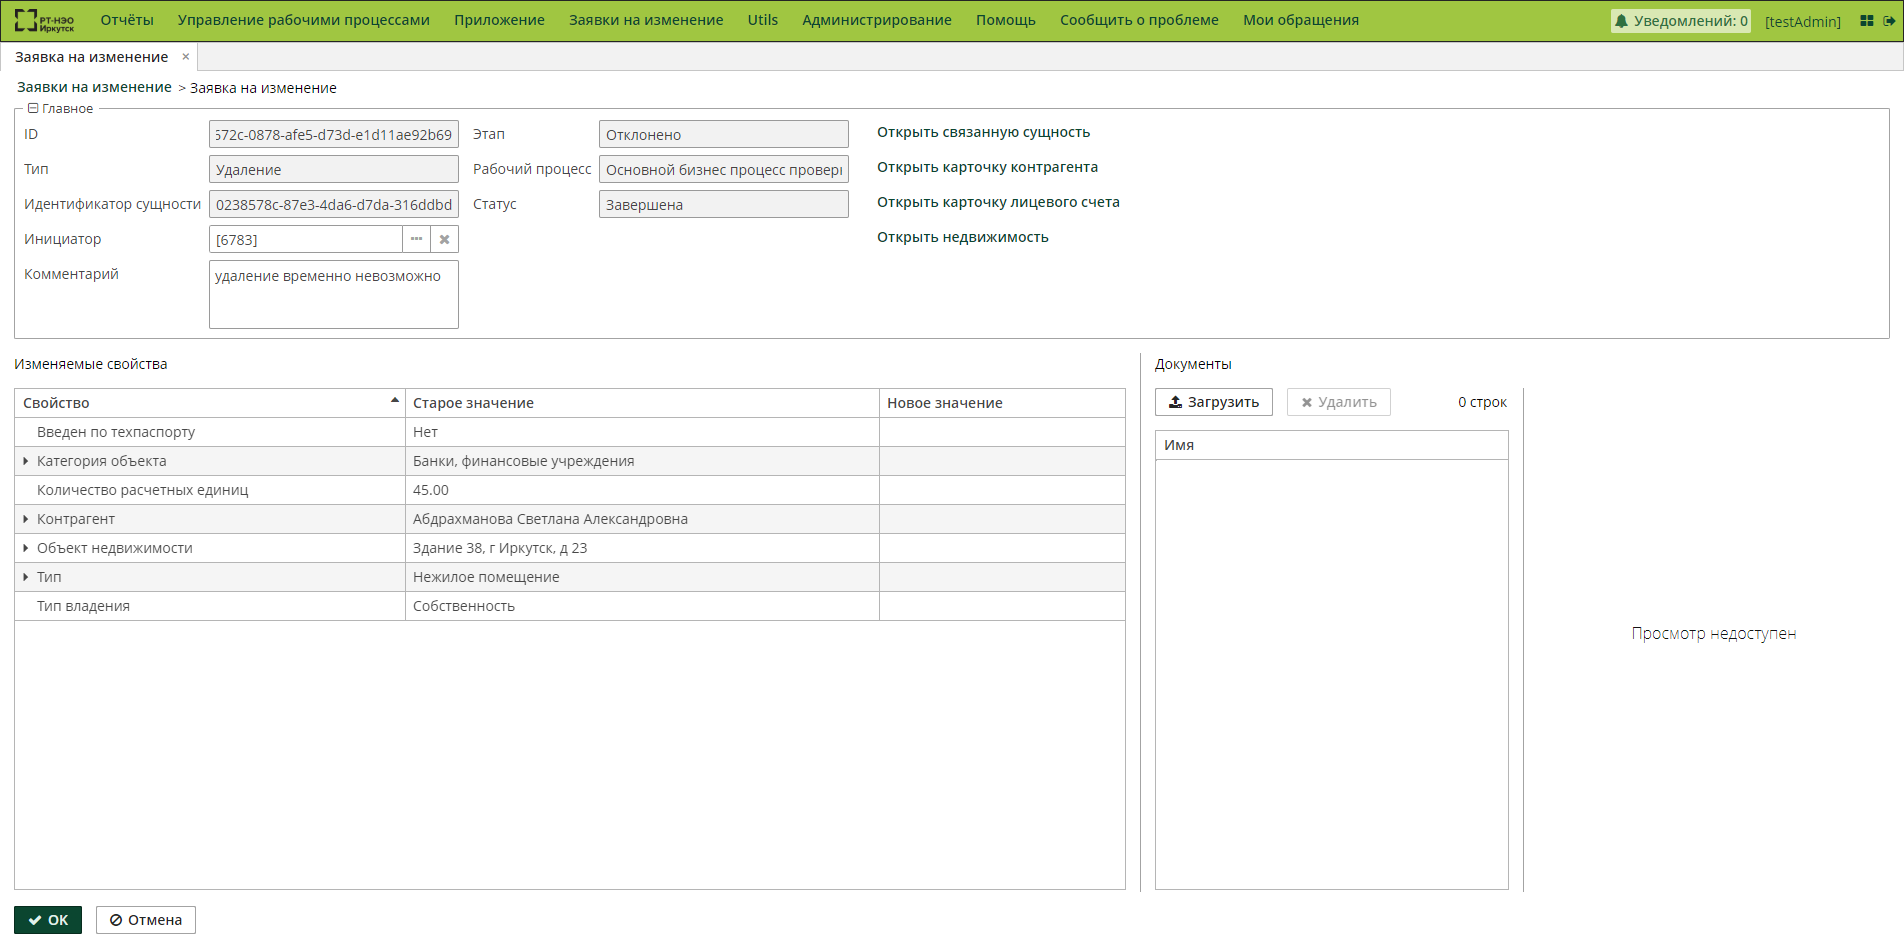 РТ-НЭО Иркутск
Отчёты Управление рабочими процессами Приложение Заявки на изменение Utils Администрирование Помощь Сообщить о проблеме Мои обращения Уведомлений: 0 [testAdmin]
Заявка на изменение ×
Заявки на изменение > Заявка на изменение
Главное
ID 672c-0878-afe5-d73d-e1d11ae92b69 Этап Отклонено Открыть связанную сущность
Тип Удаление Рабочий процесс Основной бизнес процесс провер Открыть карточку контрагента
Идентификатор сущности 0238578c-87e3-4da6-d7da-316ddbd Статус Завершена Открыть карточку лицевого счета
Инициатор [6783] Открыть недвижимость
Комментарий удаление временно невозможно
Изменяемые свойства
Свойство Старое значение Новое значение
Введен по техпаспорту Нет
Категория объекта Банки, финансовые учреждения
Количество расчетных единиц 45.00
Контрагент Абдрахманова Светлана Александровна
Объект недвижимости Здание 38, г Иркутск, д 23
Тип Нежилое помещение
Тип владения Собственность
Документы
Загрузить Удалить 0 строк
Имя
Просмотр недоступен
OK Отмена